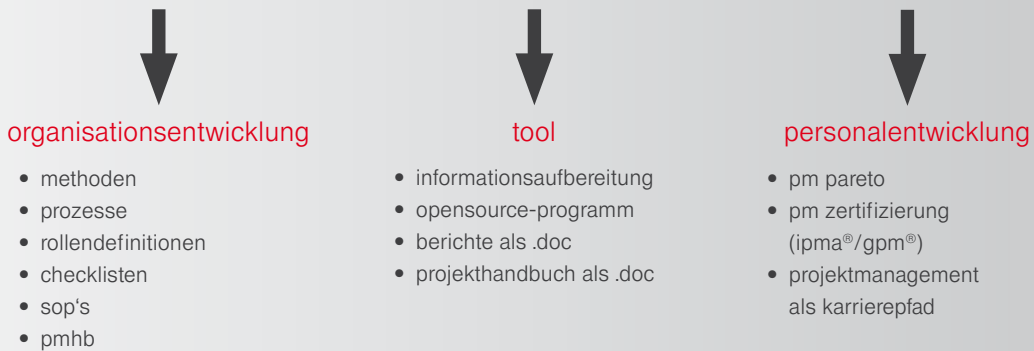 organisationsentwicklung
• methoden
• prozesse
• rollendefinitionen
• checklisten
• sop‘s
• pmhb
tool
• informationsaufbereitung
• opensource-programm
• berichte als .doc
• projekthandbuch als .doc
personalentwicklung
• pm pareto
• pm zertifizierung
(ipma®/gpm®)
• projektmanagement
als karrierepfad